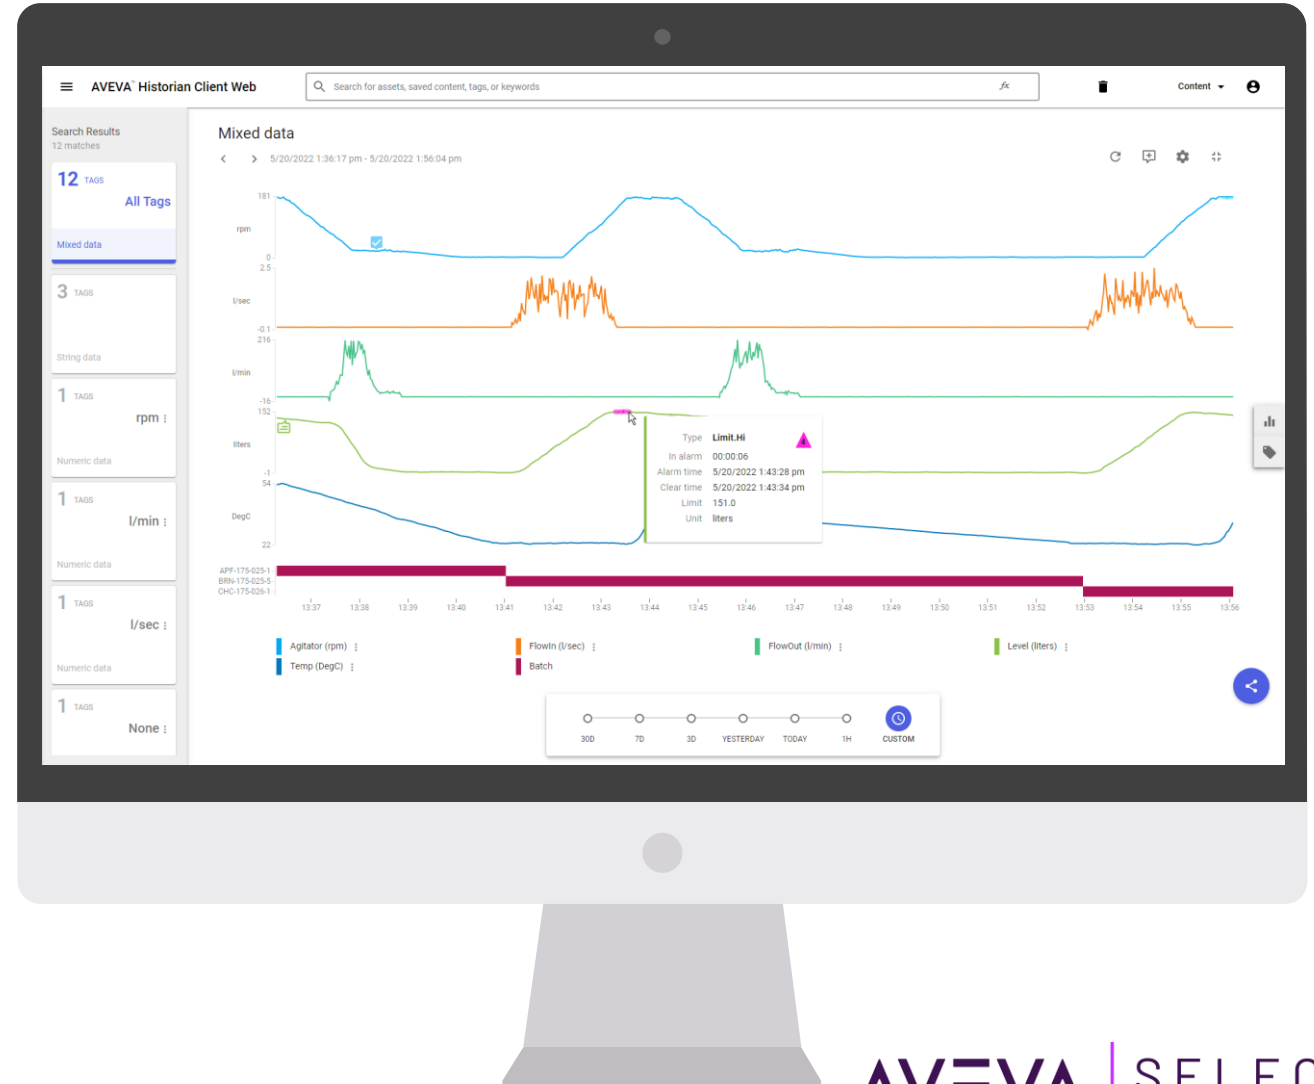 AVEVA™ Historian Client Web
Search for assets, saved content, tags, or keywords
fx
Content
Search Results
12 matches
12 TAGS
All Tags
Mixed data
3 TAGS
String data
1 TAGS
rpm
Numeric data
1 TAGS
l/min
Numeric data
1 TAGS
l/sec
Numeric data
1 TAGS
None
Mixed data
5/20/2022 1:36:17 pm - 5/20/2022 1:56:04 pm
181
rpm
0
2.5
l/sec
-0.1
216
l/min
-16
152
liters
-1
54
DegC
22
Type Limit.Hi
4
In alarm 00:00:06
Alarm time 5/20/2022 1:43:28 pm
Clear time 5/20/2022 1:43:34 pm
Limit 151.0
Unit liters
APF-175-025-1
BRN-175-025-5
CHC-175-026-1
13:37 13:38 13:39 13:40 13:41 13:42 13:43 13:44 13:45 13:46 13:47 13:48 13:49 13:50 13:51 13:52 13:53 13:54 13:55 13:56
Agitator (rpm) FlowIn (l/sec) FlowOut (l/min) Level (liters)
Temp (DegC) Batch
30D 7D 3D YESTERDAY TODAY 1H CUSTOM
AVEVA SELEC